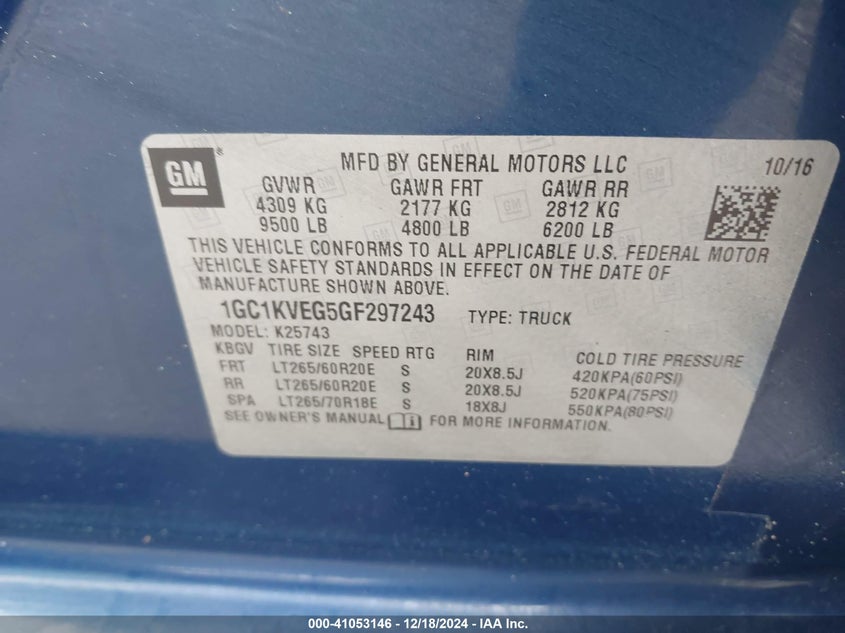 GM
MFD BY GENERAL MOTORS LLC 10/16
GVWR GAWR FRT GAWR RR
4309 KG 2177 KG 2812 KG
9500 LB 4800 LB 6200 LB
THIS VEHICLE CONFORMS TO ALL APPLICABLE U.S. FEDERAL MOTOR
VEHICLE SAFETY STANDARDS IN EFFECT ON THE DATE OF
MANUFACTURE SHOWN ABOVE.
1GC1KVEG5GF297243 TYPE: TRUCK
MODEL: K25743
KBGV TIRE SIZE SPEED RTG RIM COLD TIRE PRESSURE
FRT LT265/60R20E S 20X8.5J 420KPA(60PSI)
RR LT265/60R20E S 20X8.5J 520KPA(75PSI)
SPA LT265/70R18E S 18X8J 550KPA(80PSI)
SEE OWNER'S MANUAL FOR MORE INFORMATION.
000-41053146 - 12/18/2024 - IAA Inc.